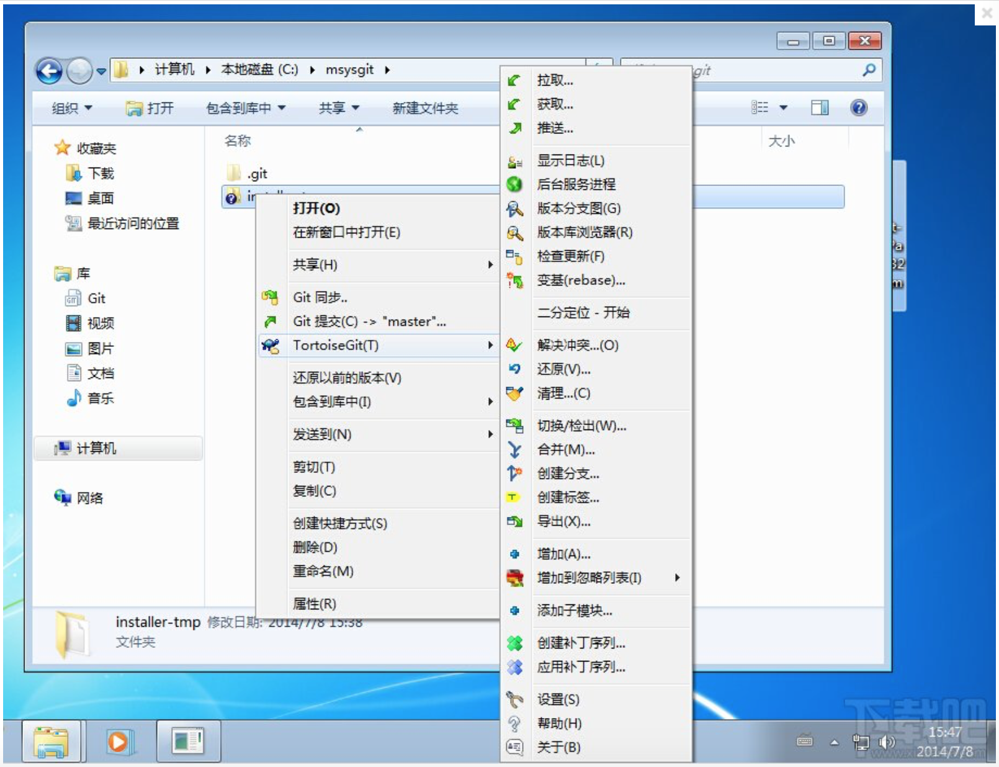 计算机 本地磁盘 (C:) msysgit
git
组织 打开 包含到库中 共享 新建文件夹
名称 大小
收藏夹
下载
桌面
最近访问的位置
库
Git
视频
图片
文档
音乐
计算机
网络
.git
打开(O)
在新窗口中打开(E)
共享(H)
Git 同步..
Git 提交(C) -> "master"...
TortoiseGit(T)
还原以前的版本(V)
包含到库中(I)
发送到(N)
剪切(T)
复制(C)
创建快捷方式(S)
删除(D)
重命名(M)
属性(R)
拉取...
获取...
推送...
显示日志(L)
后台服务进程
版本分支图(G)
版本库浏览器(R)
检查更新(F)
变基(rebase)...
二分定位 - 开始
解决冲突...(O)
还原(V)...
清理...(C)
切换/检出(W)...
合并(M)...
创建分支...
创建标签...
导出(X)...
增加(A)...
增加到忽略列表(I)
添加子模块...
创建补丁序列...
应用补丁序列...
设置(S)
帮助(H)
关于(B)
installer-tmp 修改日期: 2014/7/8 15:38
文件夹
下载吧
15:47
2014/7/8